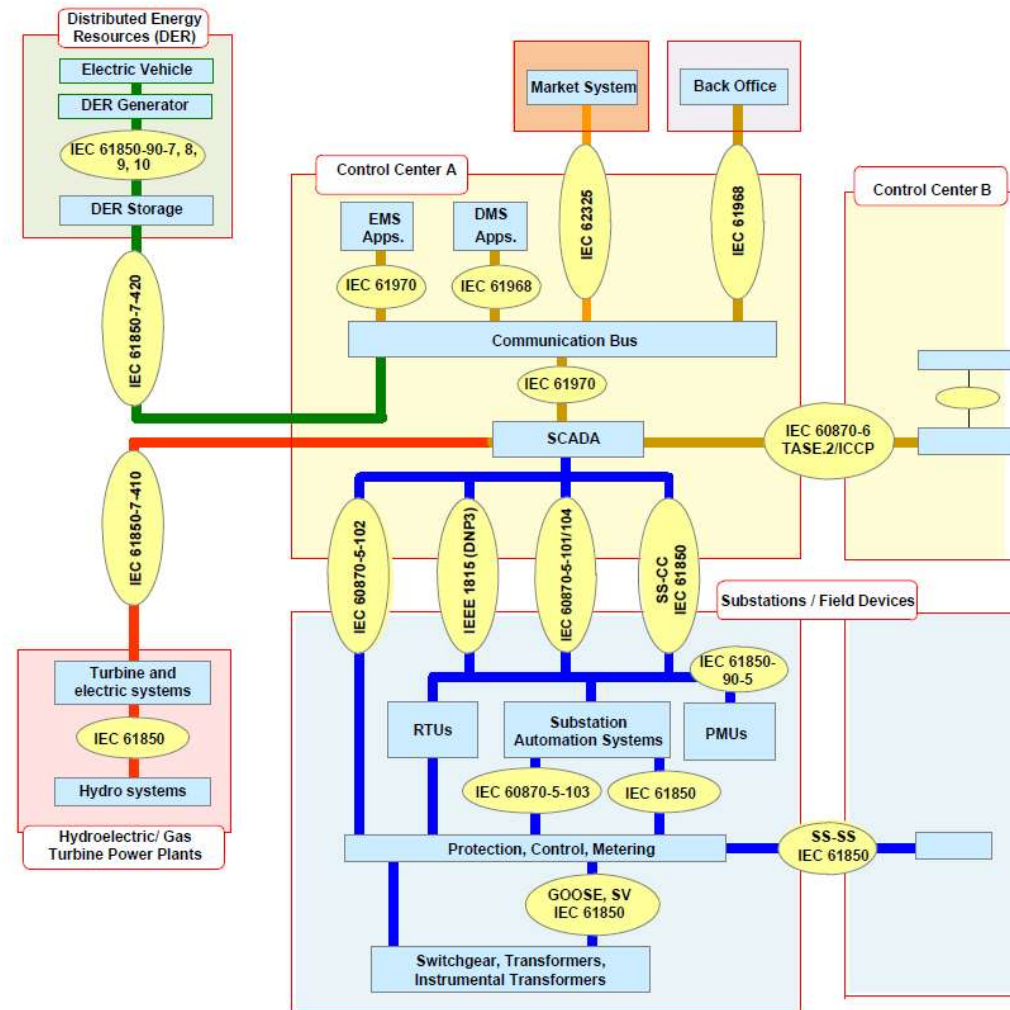 Distributed Energy
Resources (DER)
Electric Vehicle
DER Generator
IEC 61850-90-7, 8,
9, 10
DER Storage
IEC 61850-7-420
Market System
Back Office
Control Center A
Control Center B
EMS
Apps.
DMS
Apps.
IEC 62325
IEC 61968
IEC 61970
IEC 61968
Communication Bus
IEC 61970
SCADA
IEC 60870-6
TASE.2/ICCP
IEC 61850-7-410
IEC 60870-5-102
IEEE 1815 (DNP3)
IEC 60870-5-101/104
SS-CC
IEC 61850
Substations / Field Devices
IEC 61850-
90-5
Turbine and
electric systems
IEC 61850
Hydro systems
Hydroelectric/ Gas
Turbine Power Plants
RTUs
Substation
Automation Systems
PMUs
IEC 60870-5-103
IEC 61850
Protection, Control, Metering
SS-SS
IEC 61850
GOOSE, SV
IEC 61850
Switchgear, Transformers,
Instrumental Transformers